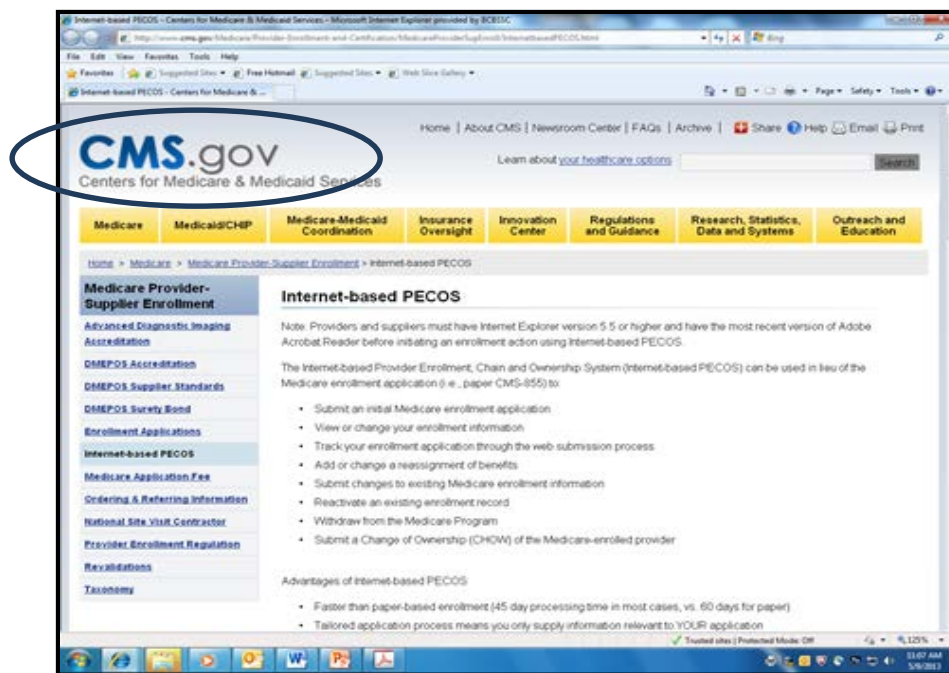 Internet-based PECOS - Centers for Medicare & Medicaid Services - Microsoft Internet Explorer provided by BCBSSC
Bing
File Edit View Favorites Tools Help
Favorites Suggested Sites Free Hotmail Suggested Sites Web Slice Gallery
Internet-based PECOS - Centers for Medicare & ...
Page Safety Tools
Home | About CMS | Newsroom Center | FAQs | Archive | Share Help Email Print
CMS.gov
Centers for Medicare & Medicaid Services
Learn about your healthcare options
Search
Medicare
Medicaid/CHIP
Medicare-Medicaid Coordination
Insurance Oversight
Innovation Center
Regulations and Guidance
Research, Statistics, Data and Systems
Outreach and Education
Home > Medicare > Medicare Provider-Supplier Enrollment > Internet-based PECOS
Medicare Provider-
Supplier Enrollment
Advanced Diagnostic Imaging
Accreditation
DMEPOS Accreditation
DMEPOS Supplier Standards
DMEPOS Surety Bond
Enrollment Applications
Internet-based PECOS
Medicare Application Fee
Ordering & Referring Information
National Site Visit Contractor
Provider Enrollment Regulation
Revalidations
Taxonomy
Internet-based PECOS
Note: Providers and suppliers must have Internet Explorer version 5.5 or higher and have the most recent version of Adobe
Acrobat Reader before initiating an enrollment action using Internet-based PECOS.
The Internet-based Provider Enrollment, Chain and Ownership System (Internet-based PECOS) can be used in lieu of the
Medicare enrollment application (i.e., paper CMS-855) to:
• Submit an initial Medicare enrollment application
• View or change your enrollment information
• Track your enrollment application through the web submission process
• Add or change a reassignment of benefits
• Submit changes to existing Medicare enrollment information
• Reactivate an existing enrollment record
• Withdraw from the Medicare Program
• Submit a Change of Ownership (CHOW) of the Medicare-enrolled provider
Advantages of Internet-based PECOS
• Faster than paper-based enrollment (45 day processing time in most cases, vs. 60 days for paper)
• Tailored application process means you only supply information relevant to YOUR application
Trusted sites | Protected Mode: Off
125%
11:07 AM
5/9/2013